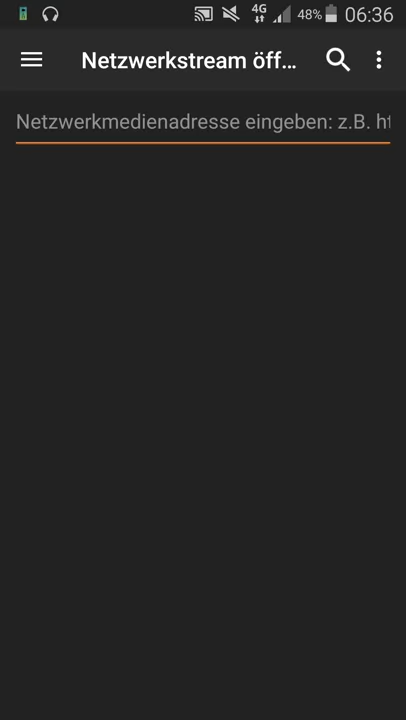 4G 48% 06:36
Netzwerkstream öff...
Netzwerkmedienadresse eingeben: z.B. ht